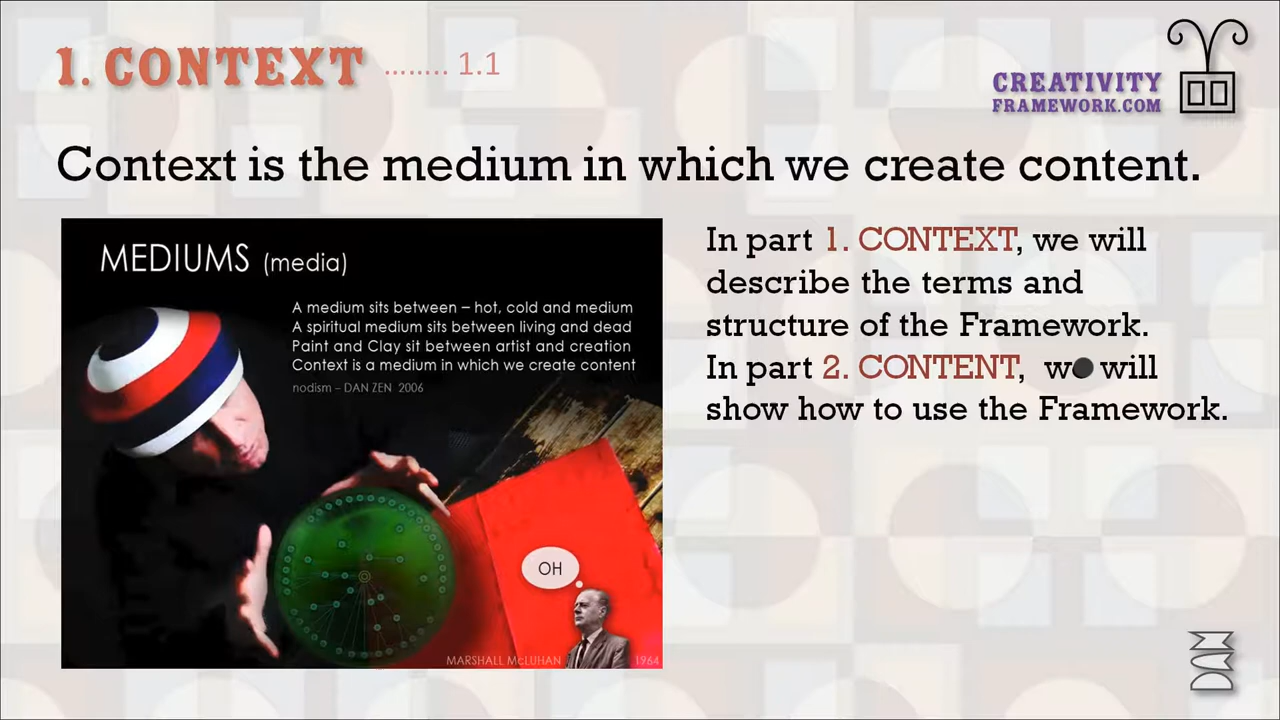 1. CONTEXT ........ 1.1
CREATIVITY
FRAMEWORK.COM
Context is the medium in which we create content.
MEDIUMS (media)
A medium sits between – hot, cold and medium
A spiritual medium sits between living and dead
Paint and Clay sit between artist and creation
Context is a medium in which we create content
nodism – DAN ZEN 2006
OH
MARSHALL McLUHAN 1964
In part 1. CONTEXT, we will
describe the terms and
structure of the Framework.
In part 2. CONTENT, we will
show how to use the Framework.
DAN